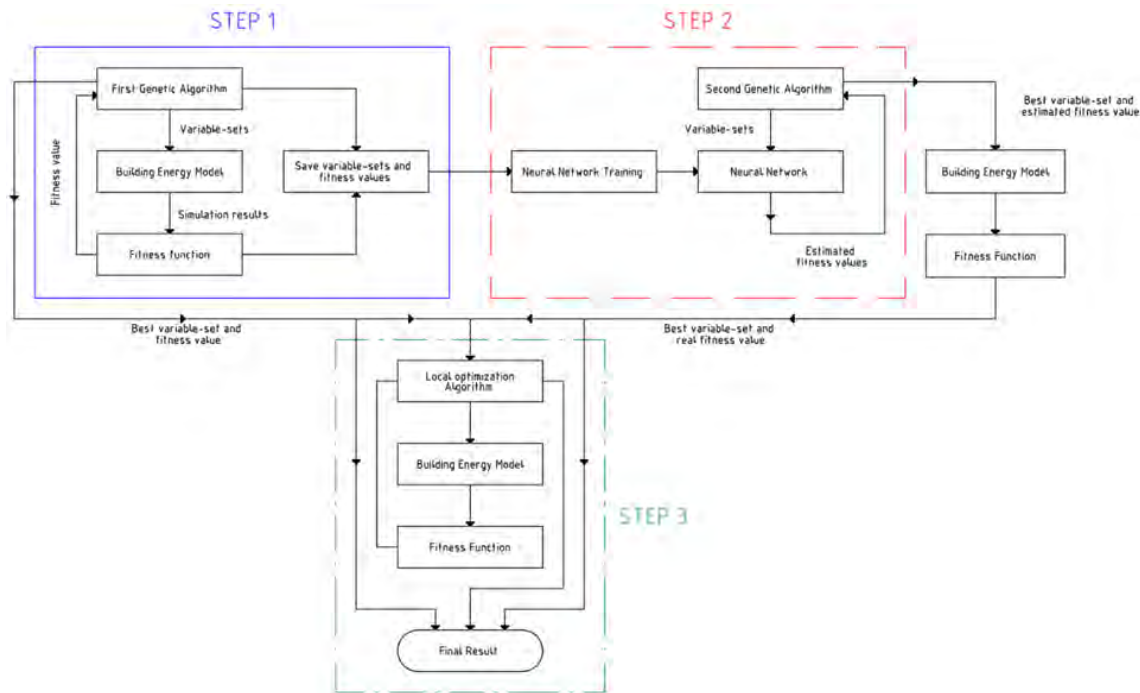 STEP 1
STEP 2
First Genetic Algorithm
Variable-sets
Fitness value
Building Energy Model
Simulation results
Fitness function
Save variable-sets and
fitness values
Second Genetic Algorithm
Variable-sets
Neural Network Training
Neural Network
Estimated
fitness values
Best variable-set and
estimated fitness value
Building Energy Model
Fitness Function
Best variable-set and
fitness value
Best variable-set and
real fitness value
Local optimization
Algorithm
Building Energy Model
Fitness Function
STEP 3
Final Result